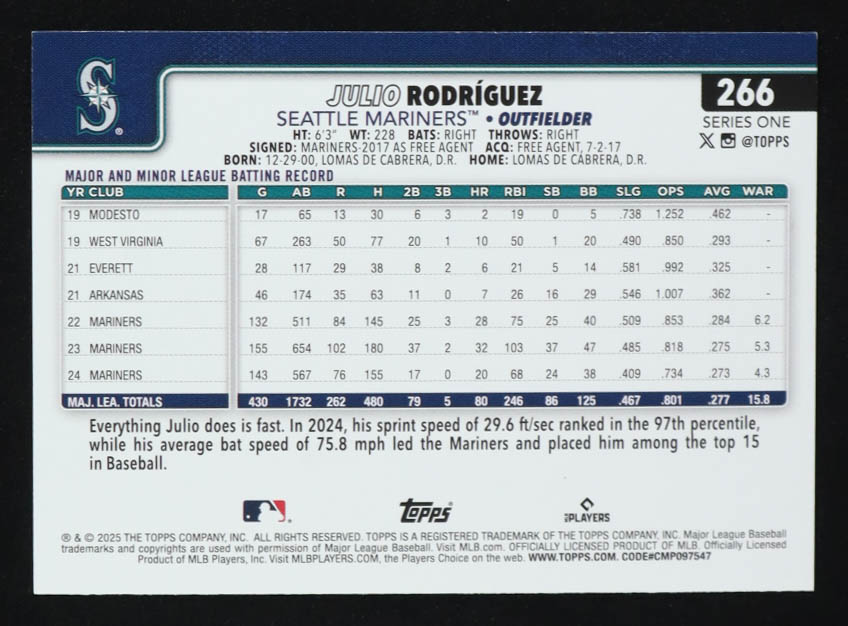 S
®
JULIO RODRÍGUEZ
266
SEATTLE MARINERS™ • OUTFIELDER
SERIES ONE
HT: 6'3" WT: 228 BATS: RIGHT THROWS: RIGHT
@TOPPS
SIGNED: MARINERS-2017 AS FREE AGENT ACQ: FREE AGENT, 7-2-17
BORN: 12-29-00, LOMAS DE CABRERA, D.R. HOME: LOMAS DE CABRERA, D.R.
MAJOR AND MINOR LEAGUE BATTING RECORD
YR CLUB G AB R H 2B 3B HR RBI SB BB SLG OPS AVG WAR
19 MODESTO 17 65 13 30 6 3 2 19 0 5 .738 1.252 .462 -
19 WEST VIRGINIA 67 263 50 77 20 1 10 50 1 20 .490 .850 .293 -
21 EVERETT 28 117 29 38 8 2 6 21 5 14 .581 .992 .325 -
21 ARKANSAS 46 174 35 63 11 0 7 26 16 29 .546 1.007 .362 -
22 MARINERS 132 511 84 145 25 3 28 75 25 40 .509 .853 .284 6.2
23 MARINERS 155 654 102 180 37 2 32 103 37 47 .485 .818 .275 5.3
24 MARINERS 143 567 76 155 17 0 20 68 24 38 .409 .734 .273 4.3
MAJ. LEA. TOTALS 430 1732 262 480 79 5 80 246 86 125 .467 .801 .277 15.8
Everything Julio does is fast. In 2024, his sprint speed of 29.6 ft/sec ranked in the 97th percentile,
while his average bat speed of 75.8 mph led the Mariners and placed him among the top 15
in Baseball.
Topps® PLAYERS
® & © 2025 THE TOPPS COMPANY, INC. ALL RIGHTS RESERVED. TOPPS IS A REGISTERED TRADEMARK OF THE TOPPS COMPANY, INC. Major League Baseball
trademarks and copyrights are used with permission of Major League Baseball. Visit MLB.com. OFFICIALLY LICENSED PRODUCT OF MLB. Officially Licensed
Product of MLB Players, Inc. Visit MLBPLAYERS.COM, the Players Choice on the web. WWW.TOPPS.COM. CODE#CMP097547